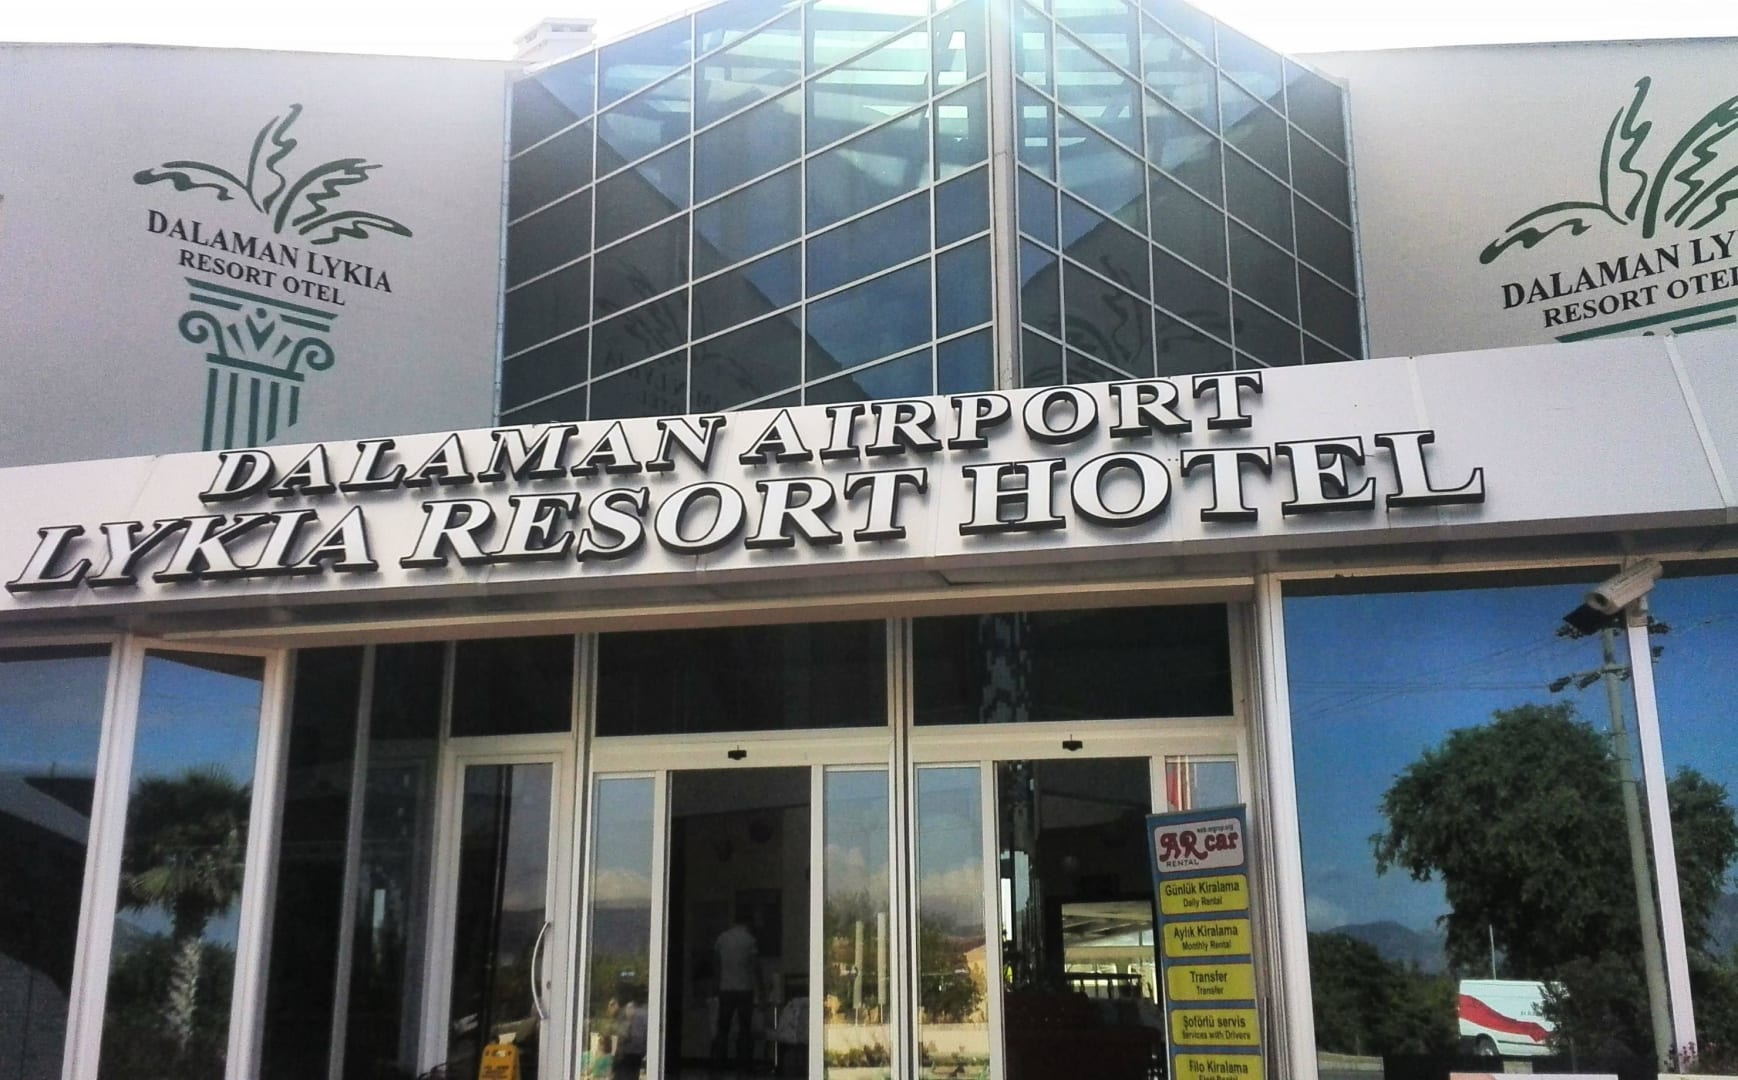 DALAMAN LYKIA
RESORT OTEL
DALAMAN LY
RESORT OTEL
DALAMAN AIRPORT
LYKIA RESORT HOTEL
AR car
RENTAL
Günlük Kiralama
Daily Rental
Aylık Kiralama
Monthly Rental
Transfer
Transfer
Şoförlü servis
Services with Drivers
Filo Kiralama